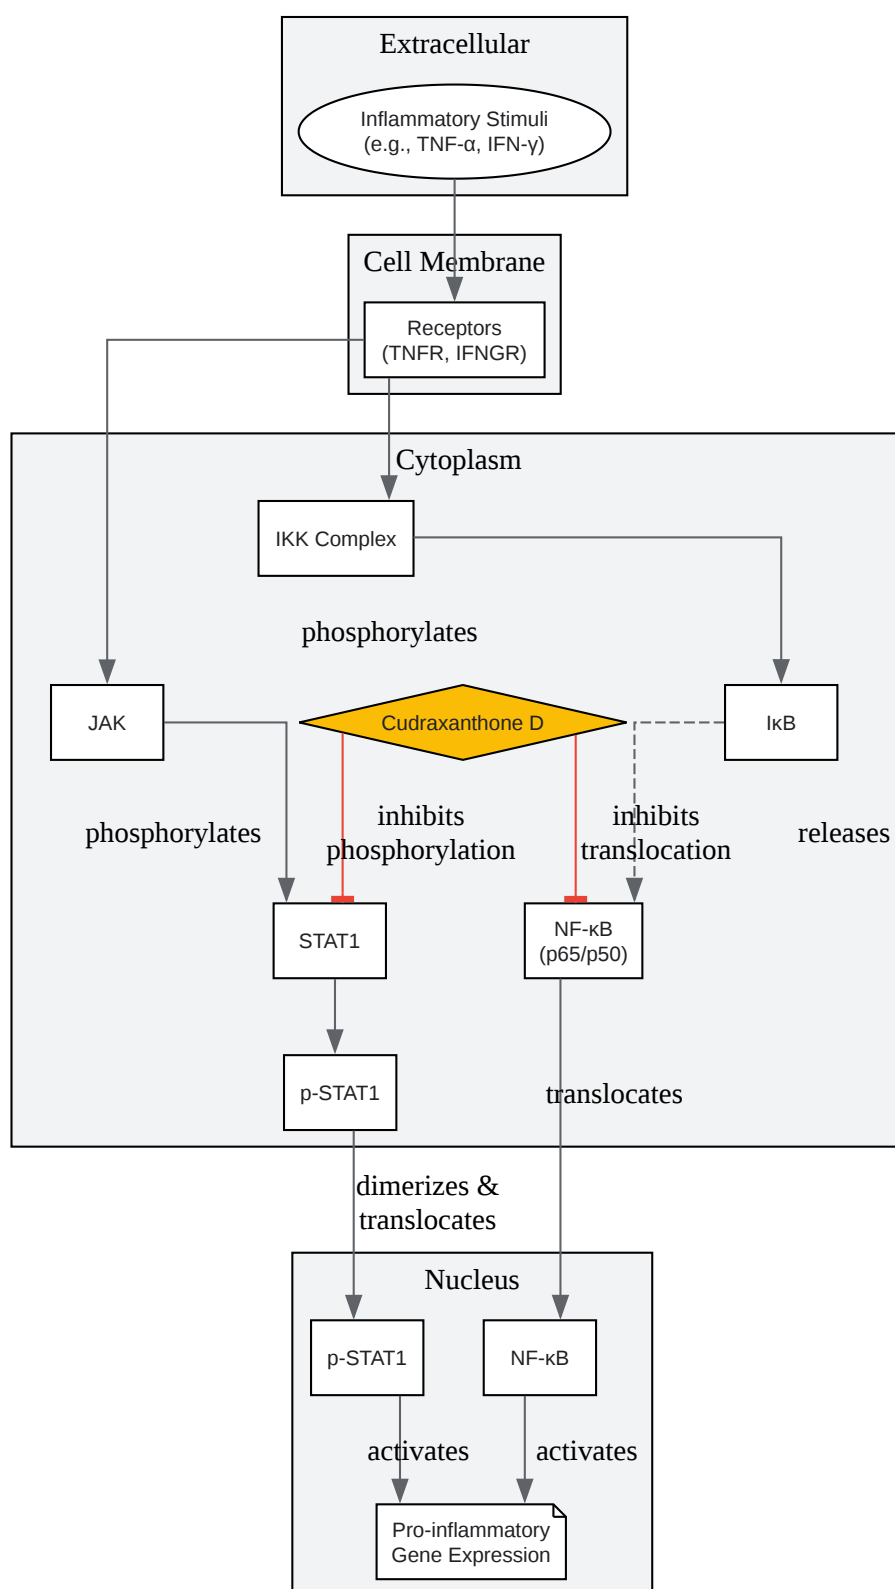 Extracellular
Inflammatory Stimuli
(e.g., TNF-α, IFN-γ)
Cell Membrane
Receptors
(TNFR, IFNGR)
Cytoplasm
IKK Complex
phosphorylates
JAK
Cudraxanthone D
IκB
phosphorylates
inhibits
phosphorylation
inhibits
translocation
releases
STAT1
NF-κB
(p65/p50)
p-STAT1
translocates
dimerizes &
translocates
Nucleus
p-STAT1
NF-κB
activates
activates
Pro-inflammatory
Gene Expression